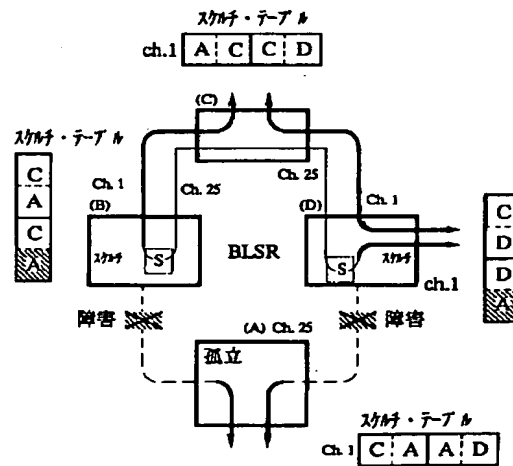 スケルチ・テーブル
ch.1 A C C D
(C)
スケルチ・テーブル
C
A
C
A
Ch. 1
Ch. 25
Ch. 25
Ch. 1
(B)
(D)
C
D
D
A
スケルチ
S
BLSR
S
スケルチ
ch.1
障害
(A) Ch. 25
障害
孤立
スケルチ・テーブル
Ch. 1 C A A D